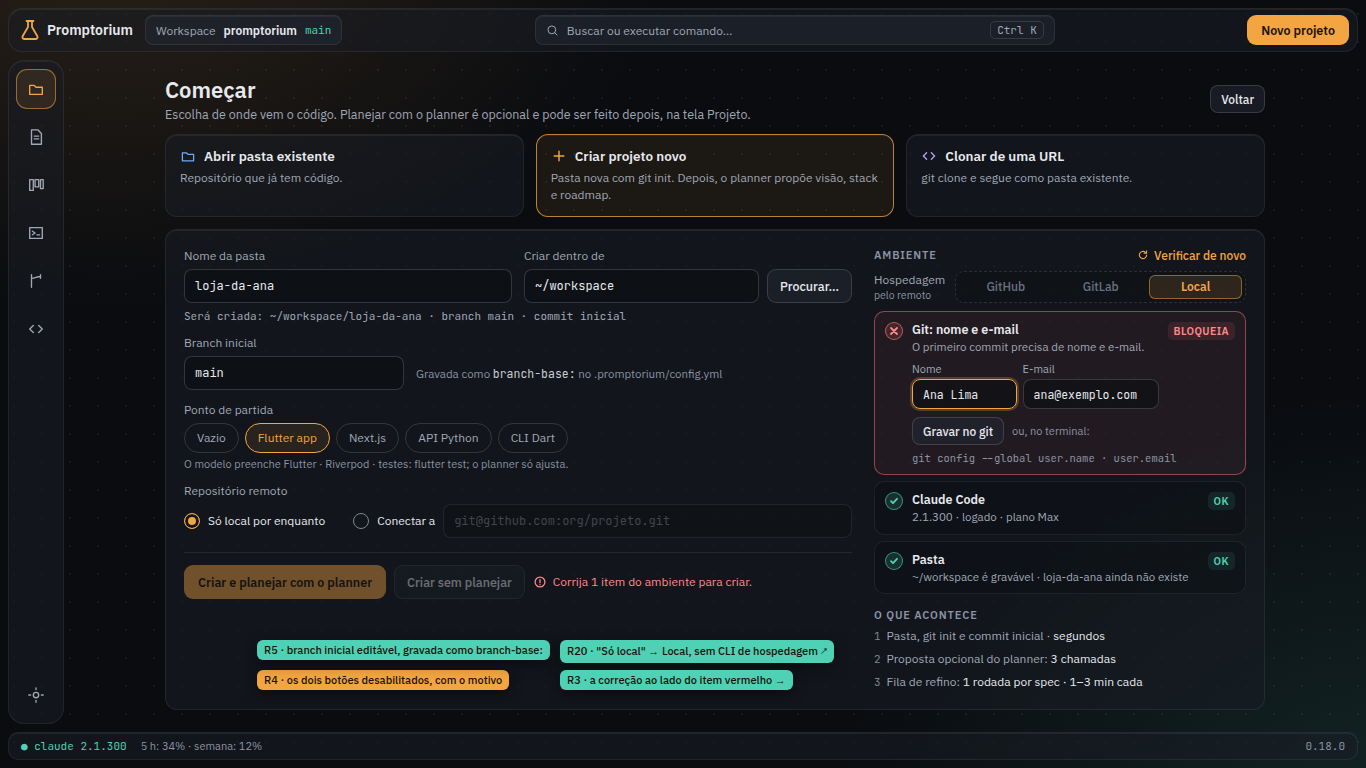 Promptorium
Workspace promptorium main
Buscar ou executar comando...
Ctrl K
Novo projeto
Começar
Escolha de onde vem o código. Planejar com o planner é opcional e pode ser feito depois, na tela Projeto.
Voltar
Abrir pasta existente
Repositório que já tem código.
Criar projeto novo
Pasta nova com git init. Depois, o planner propõe visão, stack
e roadmap.
Clonar de uma URL
git clone e segue como pasta existente.
Nome da pasta
loja-da-ana
Criar dentro de
~/workspace
Procurar...
Será criada: ~/workspace/loja-da-ana · branch main · commit inicial
Branch inicial
main
Gravada como branch-base: no .promptorium/config.yml
Ponto de partida
Vazio
Flutter app
Next.js
API Python
CLI Dart
O modelo preenche Flutter · Riverpod · testes: flutter test; o planner só ajusta.
Repositório remoto
Só local por enquanto
Conectar a
git@github.com:org/projeto.git
Criar e planejar com o planner
Criar sem planejar
Corrija 1 item do ambiente para criar.
R5 · branch inicial editável, gravada como branch-base:
R20 · "Só local" → Local, sem CLI de hospedagem ↗
R4 · os dois botões desabilitados, com o motivo
R3 · a correção ao lado do item vermelho →
AMBIENTE
Verificar de novo
Hospedagem
pelo remoto
GitHub
GitLab
Local
Git: nome e e-mail
BLOQUEIA
O primeiro commit precisa de nome e e-mail.
Nome
E-mail
Ana Lima
ana@exemplo.com
Gravar no git
ou, no terminal:
git config --global user.name · user.email
Claude Code
OK
2.1.300 · logado · plano Max
Pasta
OK
~/workspace é gravável · loja-da-ana ainda não existe
O QUE ACONTECE
1 Pasta, git init e commit inicial · segundos
2 Proposta opcional do planner: 3 chamadas
3 Fila de refino: 1 rodada por spec · 1–3 min cada
claude 2.1.300
5 h: 34% · semana: 12%
0.18.0